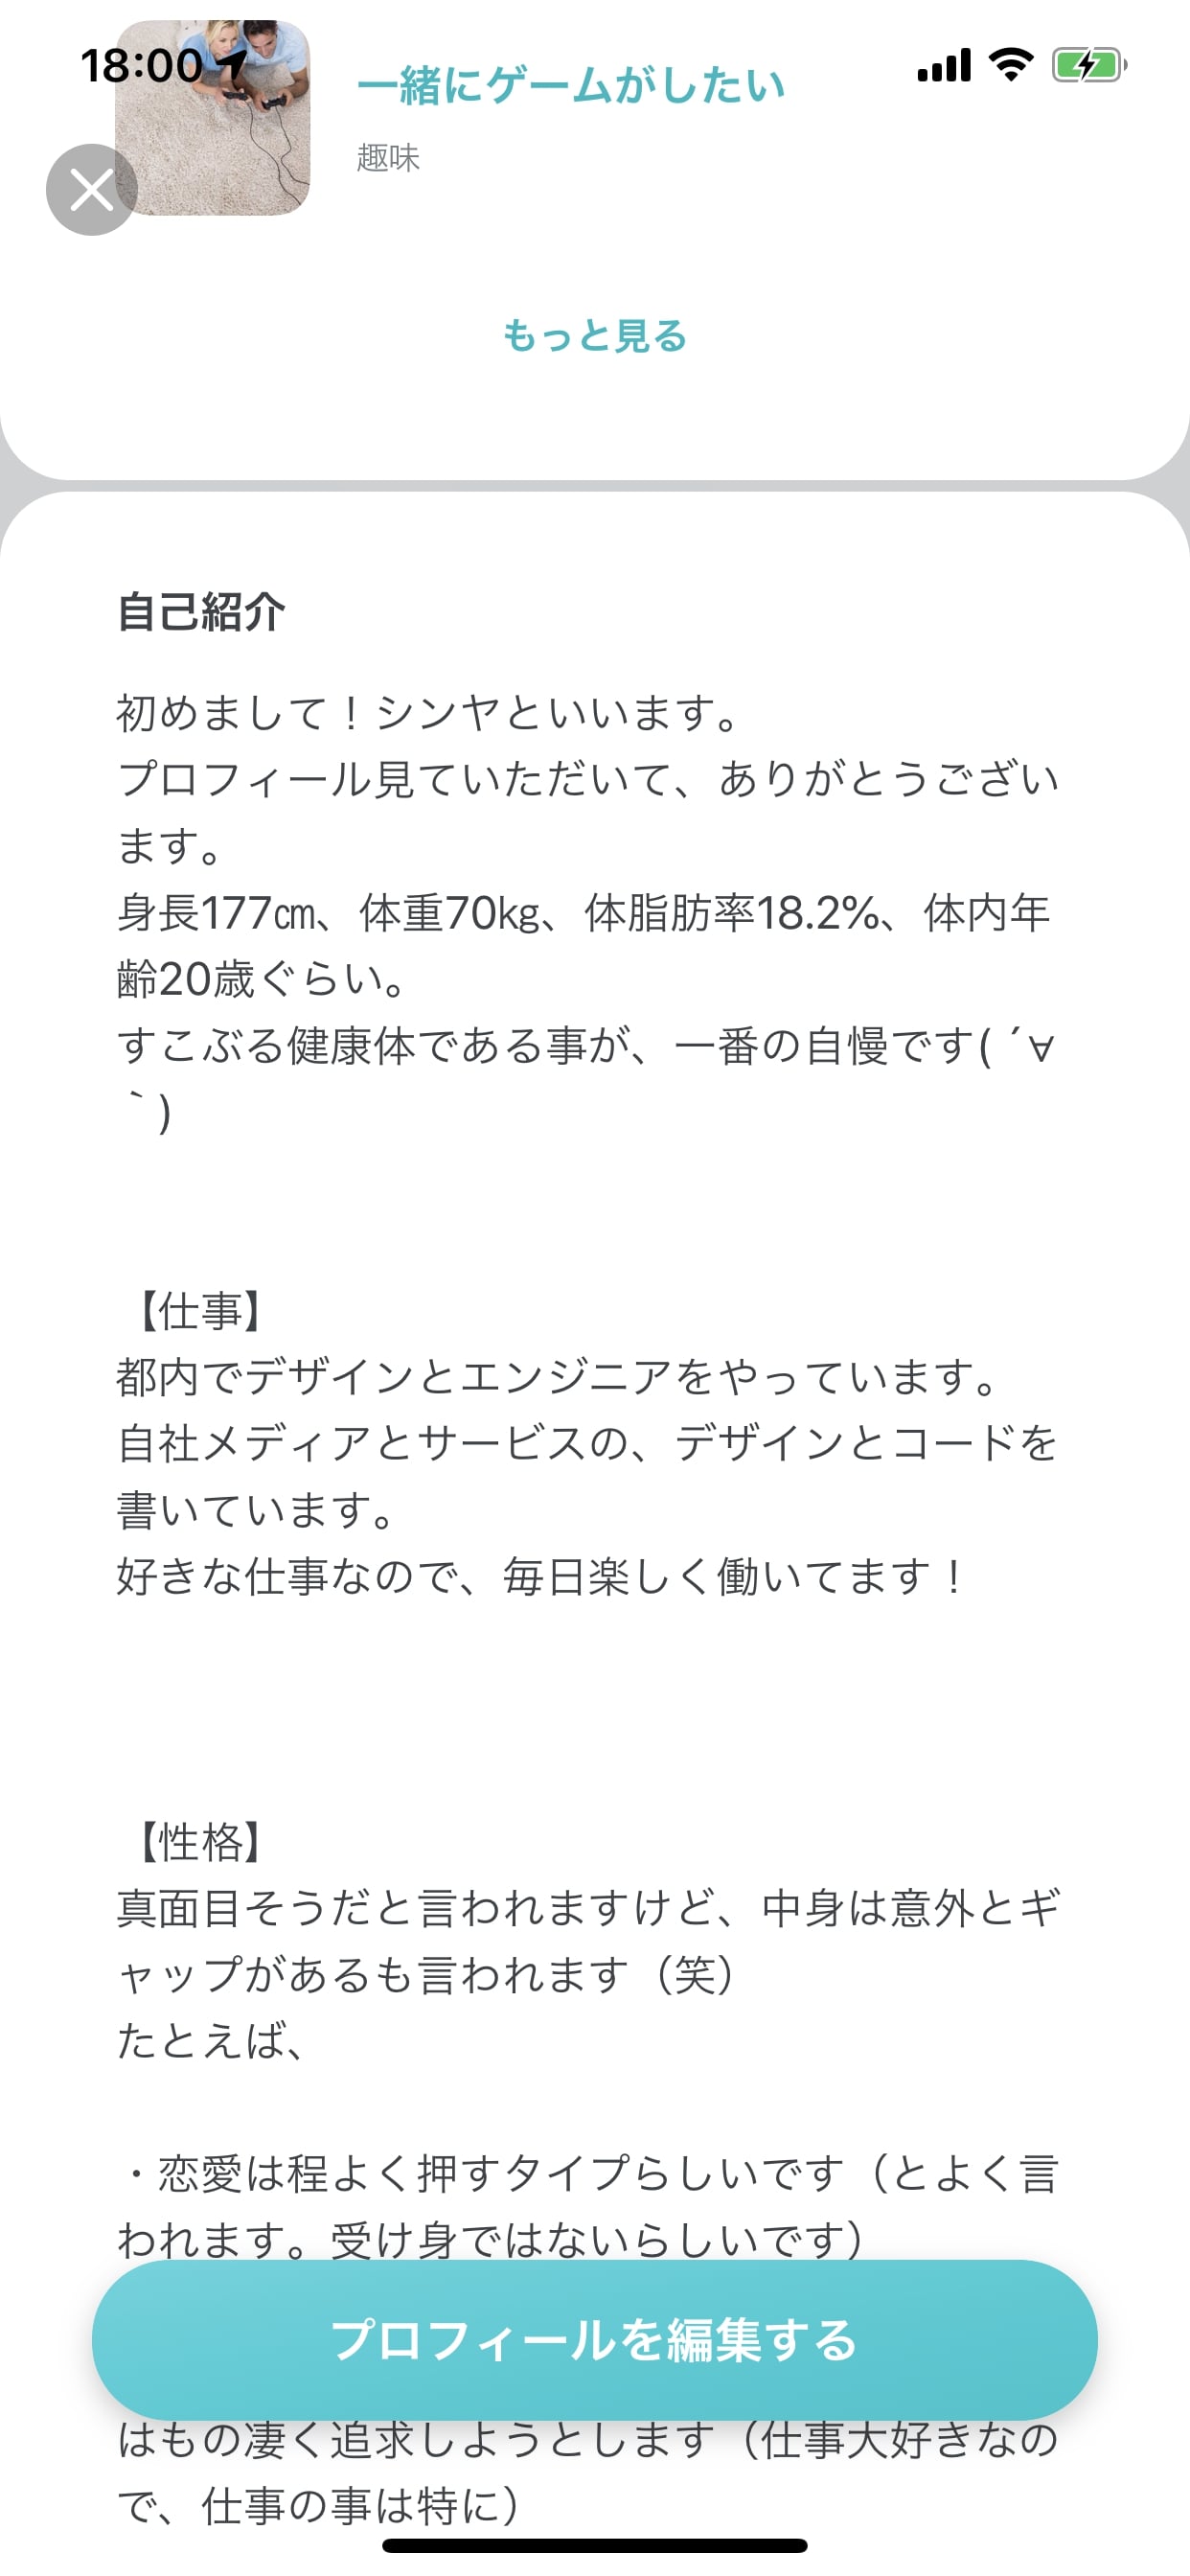 18:00
一緒にゲームがしたい
趣味
もっと見る
自己紹介
初めまして！シンヤといいます。
プロフィール見ていただいて、ありがとうござい
ます。
身長177㎝、体重70kg、体脂肪率18.2%、体内年
齢20歳ぐらい。
すこぶる健康体である事が、一番の自慢です( ´∀
｀)
【仕事】
都内でデザインとエンジニアをやっています。
自社メディアとサービスの、デザインとコードを
書いています。
好きな仕事なので、毎日楽しく働いてます！
【性格】
真面目そうだと言われますけど、中身は意外とギ
ャップがあるも言われます（笑）
たとえば、
・恋愛は程よく押すタイプらしいです（とよく言
われます。受け身ではないらしいです）
プロフィールを編集する
はもの凄く追求しようとします（仕事大好きなの
で、仕事の事は特に）